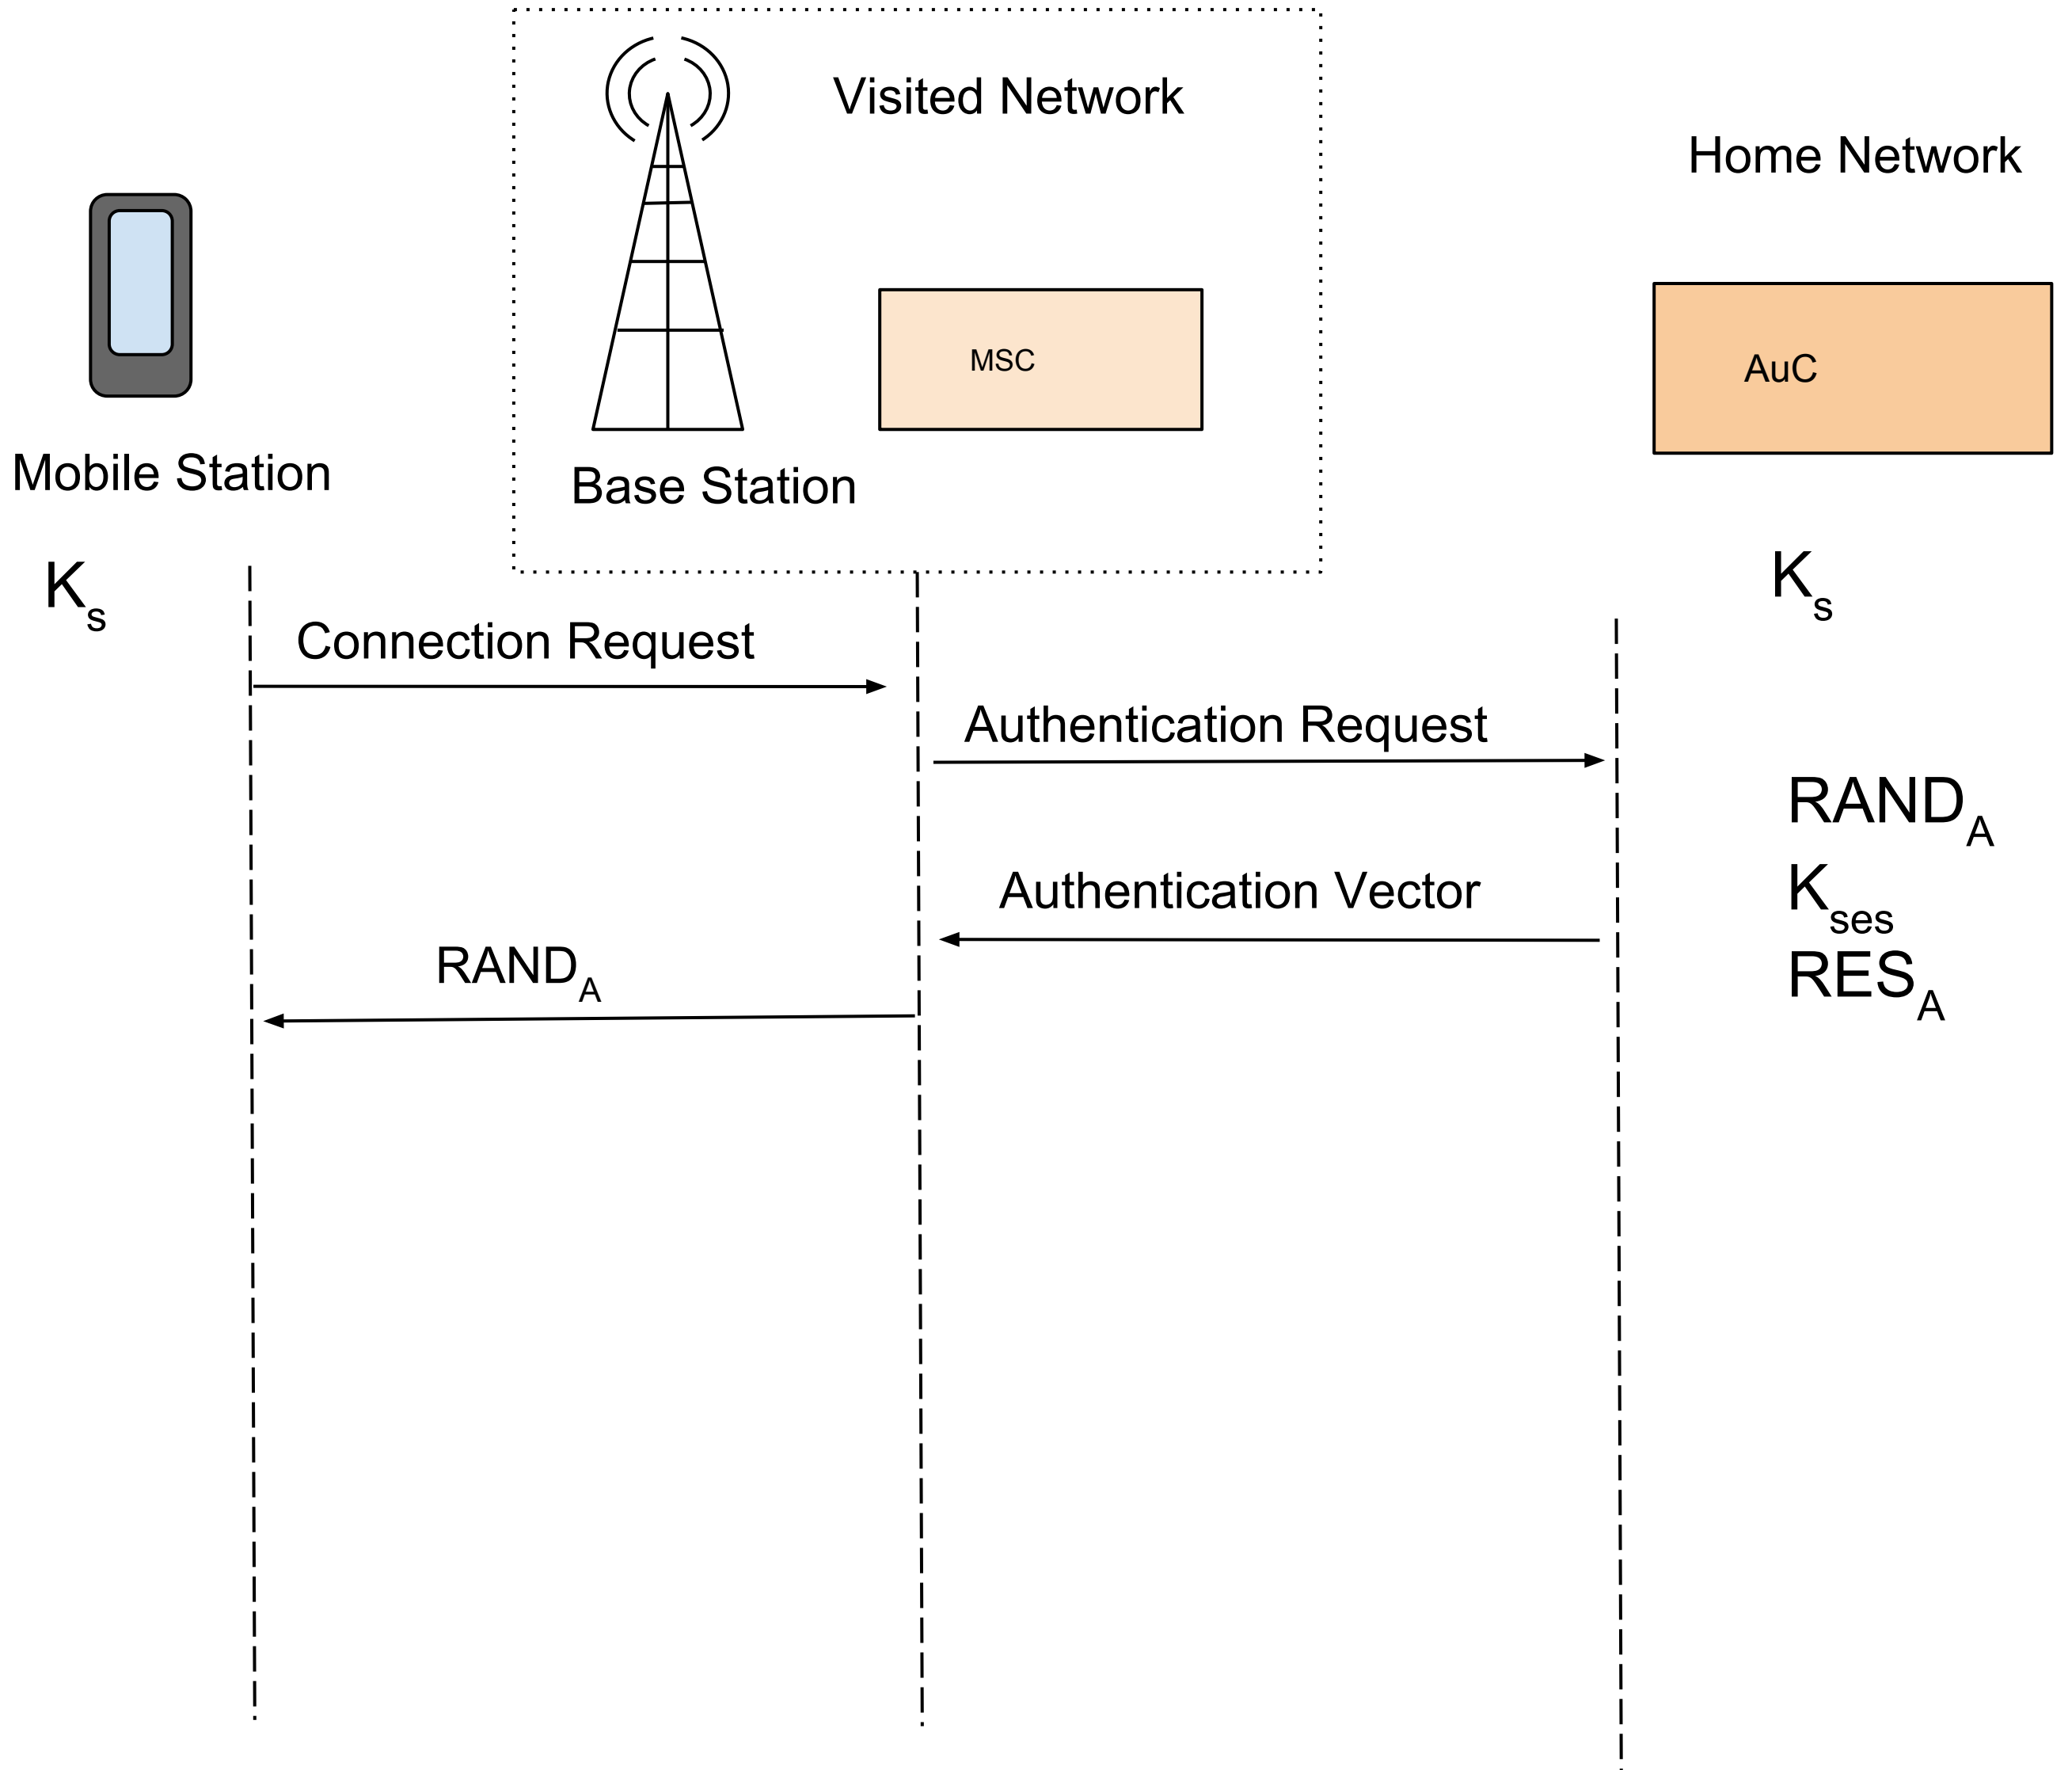 Visited Network
Home Network
MSC
AuC
Mobile Station
Base Station
Ks
Ks
Connection Request
Authentication Request
RANDA
Kses
RESA
Authentication Vector
RANDA